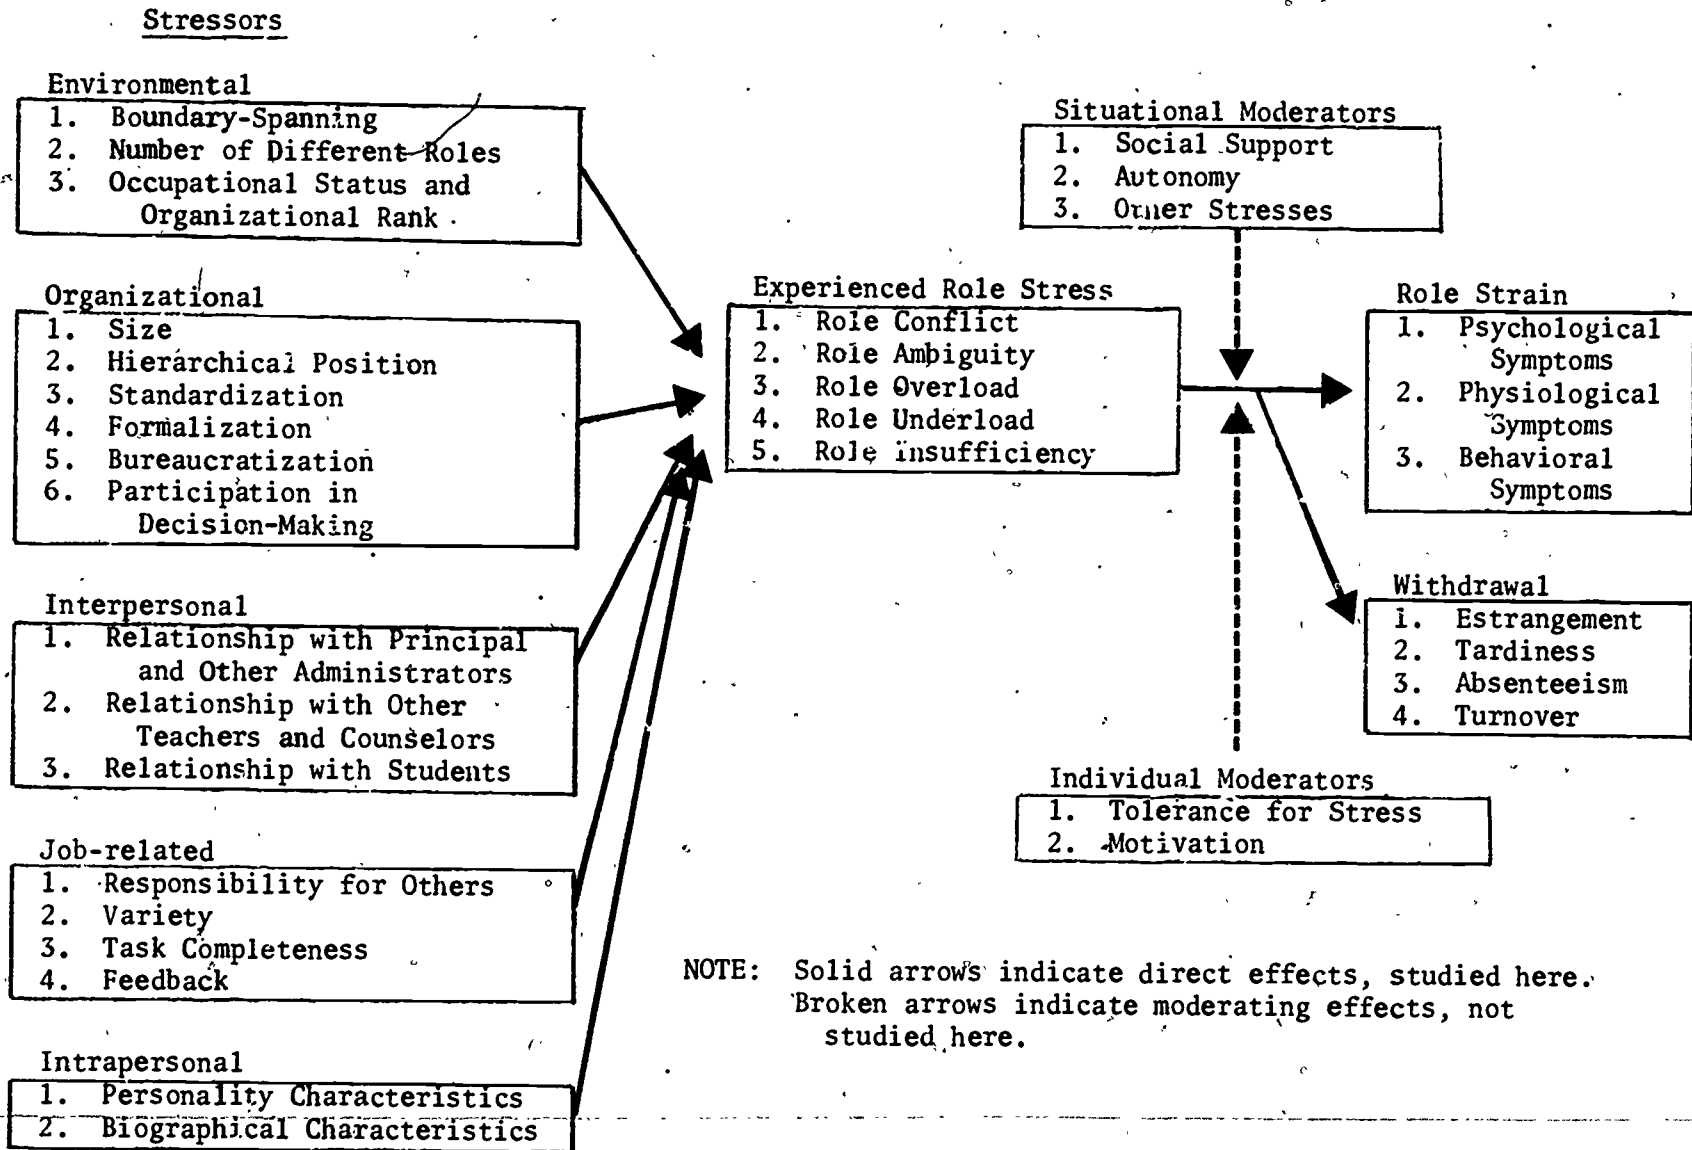 Stressors
Environmental
1. Boundary-Spanning
2. Number of Different Roles
3. Occupational Status and
Organizational Rank
Organizational
1. Size
2. Hierarchical Position
3. Standardization
4. Formalization
5. Bureaucratization
6. Participation in
Decision-Making
Interpersonal
1. Relationship with Principal
and Other Administrators
2. Relationship with Other
Teachers and Counselors
3. Relationship with Students
Job-related
1. Responsibility for Others
2. Variety
3. Task Completeness
4. Feedback
Intrapersonal
1. Personality Characteristics
2. Biographical Characteristics
Experienced Role Stress
1. Role Conflict
2. Role Ambiguity
3. Role Overload
4. Role Underload
5. Role Insufficiency
Situational Moderators
1. Social Support
2. Autonomy
3. Other Stresses
Individual Moderators
1. Tolerance for Stress
2. Motivation
Role Strain
1. Psychological
Symptoms
2. Physiological
Symptoms
3. Behavioral
Symptoms
Withdrawal
1. Estrangement
2. Tardiness
3. Absenteeism
4. Turnover
NOTE: Solid arrows indicate direct effects, studied here.
Broken arrows indicate moderating effects, not
studied here.